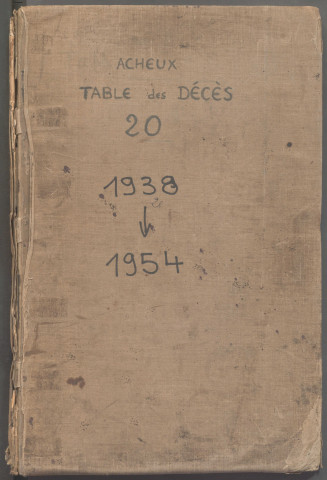 ACHEUX
TABLE des DÉCÈS
20
1938
↓
1954